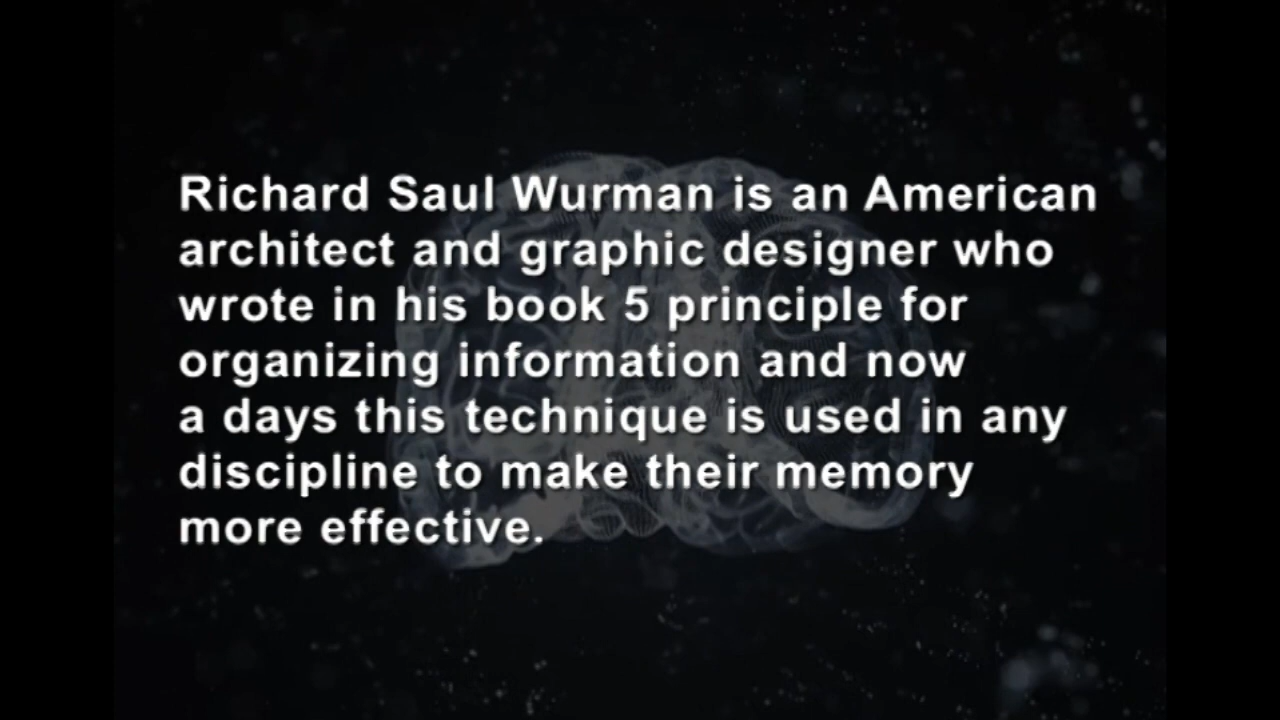 Richard Saul Wurman is an American
architect and graphic designer who
wrote in his book 5 principle for
organizing information and now
a days this technique is used in any
discipline to make their memory
more effective.